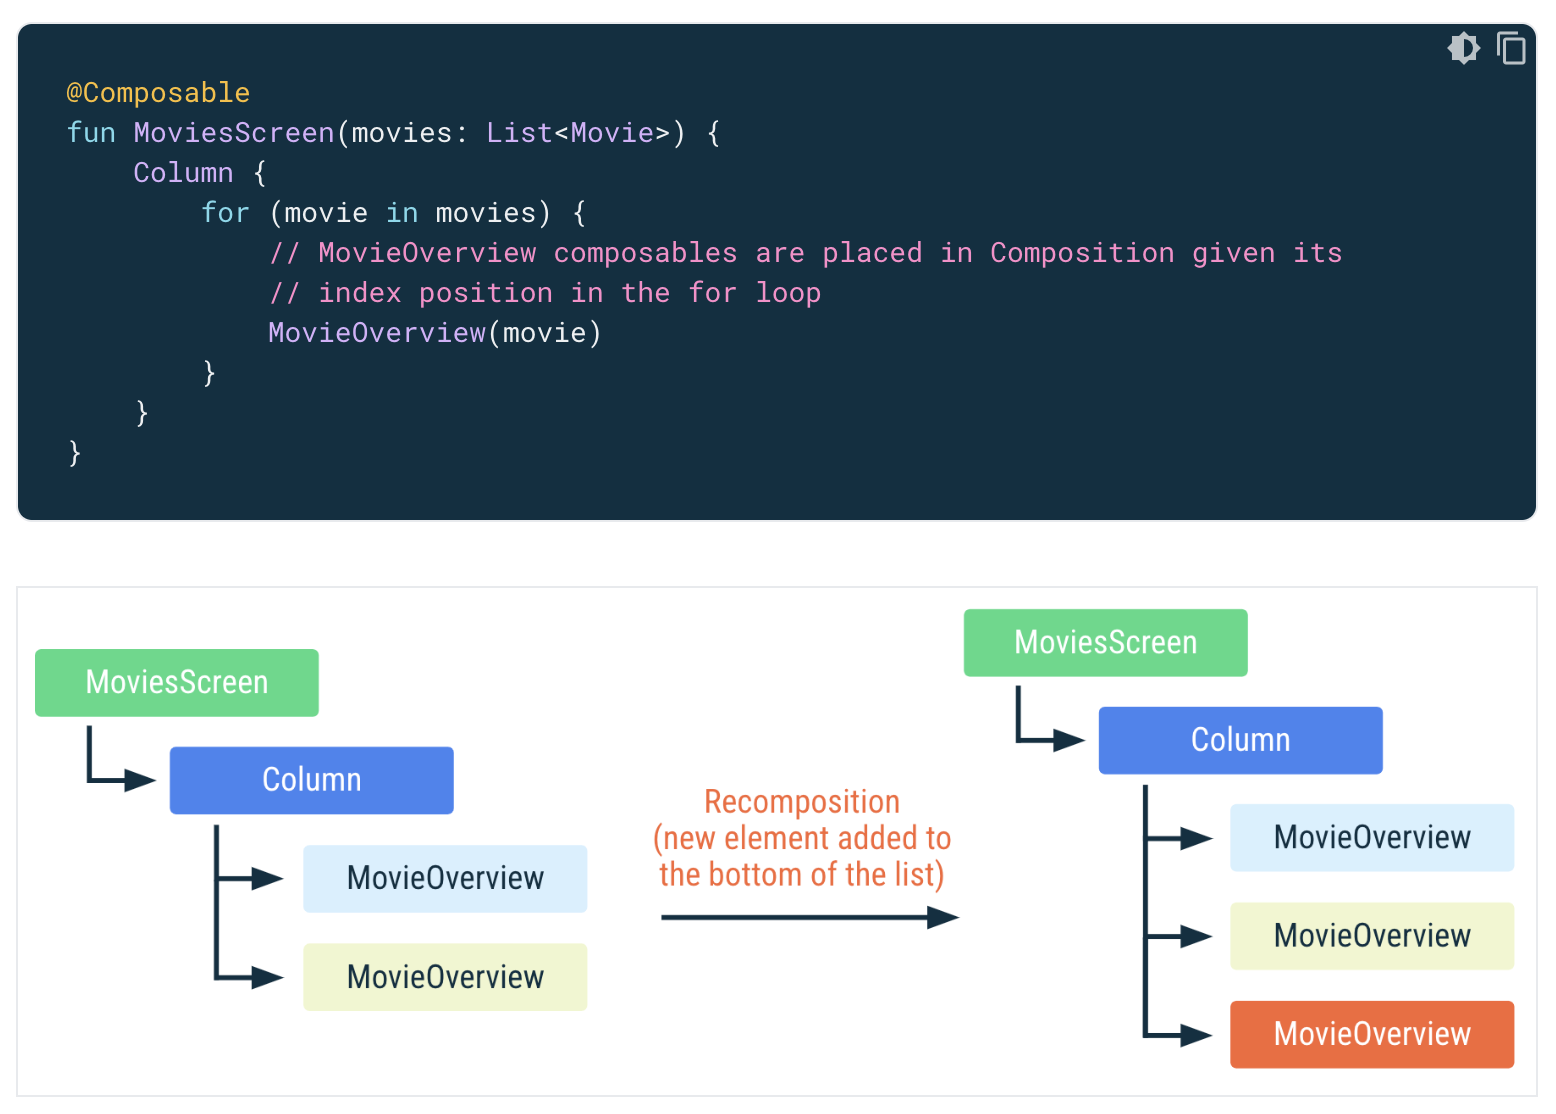 @Composable
fun MoviesScreen(movies: List<Movie>) {
    Column {
        for (movie in movies) {
            // MovieOverview composables are placed in Composition given its
            // index position in the for loop
            MovieOverview(movie)
        }
    }
}
MoviesScreen
Column
MovieOverview
MovieOverview
Recomposition
(new element added to
the bottom of the list)
MoviesScreen
Column
MovieOverview
MovieOverview
MovieOverview